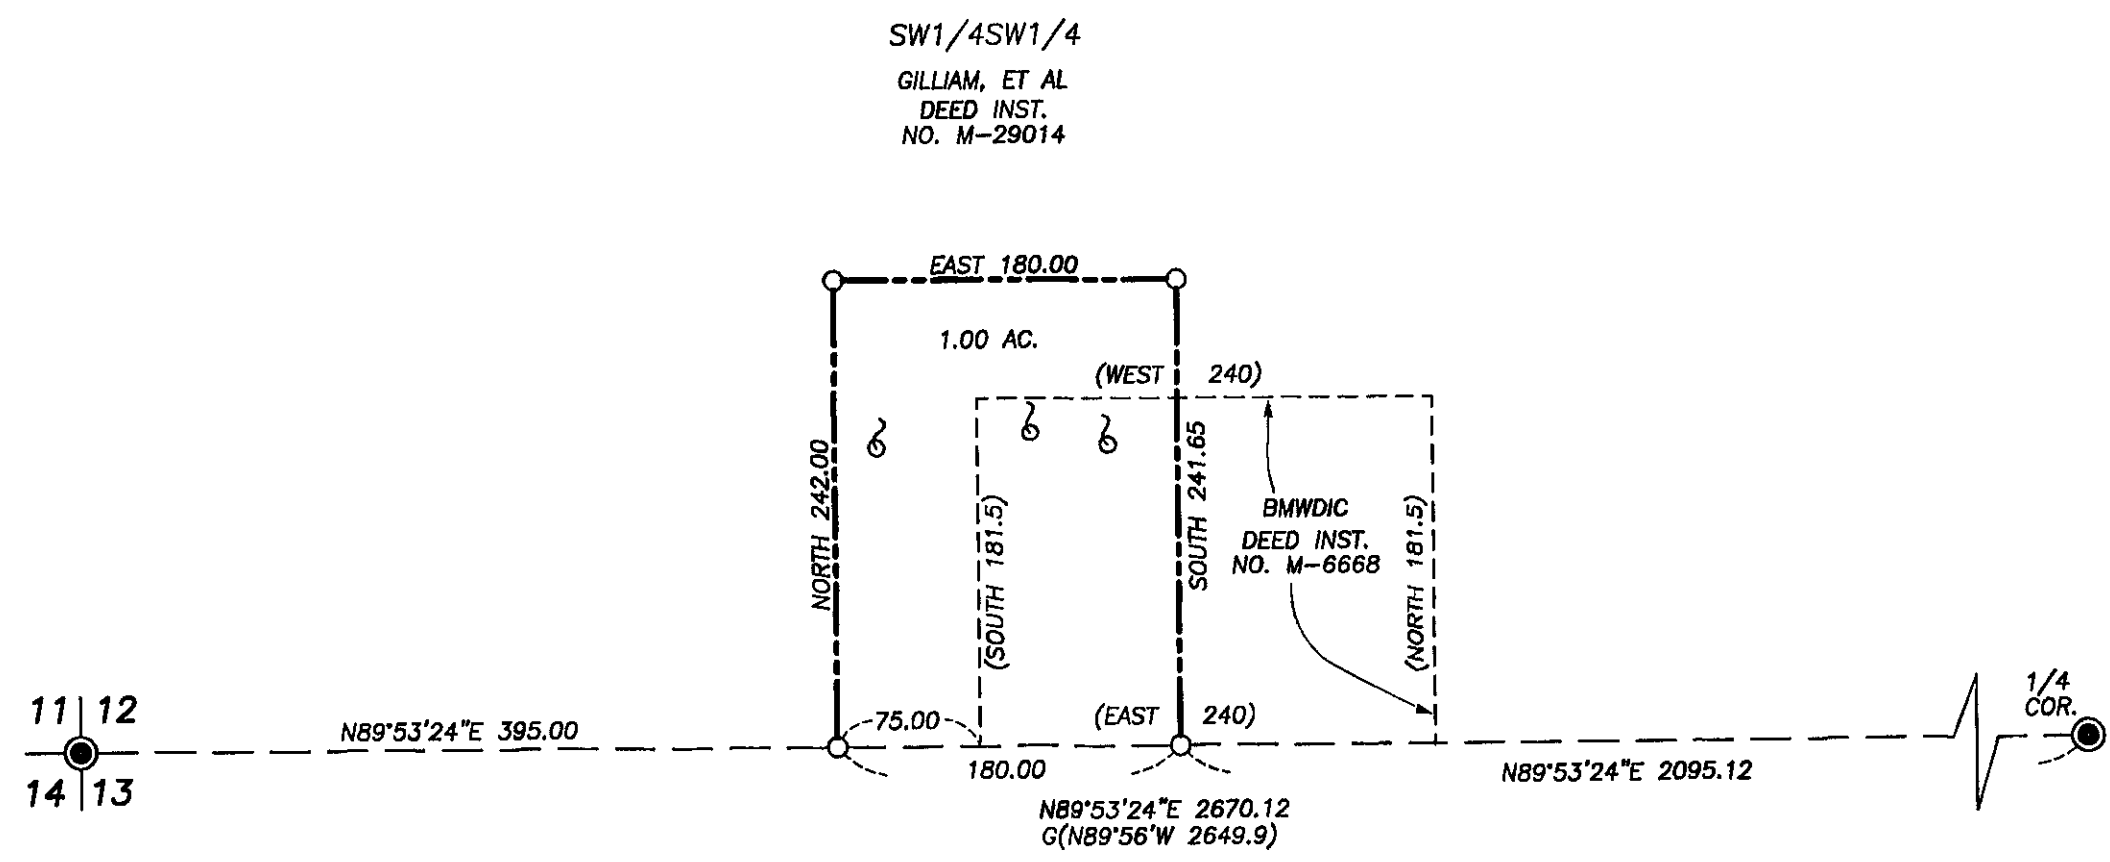 SW1/4SW1/4
GILLIAM, ET AL
DEED INST.
NO. M-29014
EAST 180.00
1.00 AC.
(WEST 240)
NORTH 242.00
(SOUTH 181.5)
SOUTH 241.65
BMWDIC
DEED INST.
NO. M-6668
(NORTH 181.5)
11 12
14 13
N89°53'24"E 395.00
75.00
(EAST 240)
180.00
N89°53'24"E 2095.12
1/4
COR.
N89°53'24"E 2670.12
G(N89°56'W 2649.9)